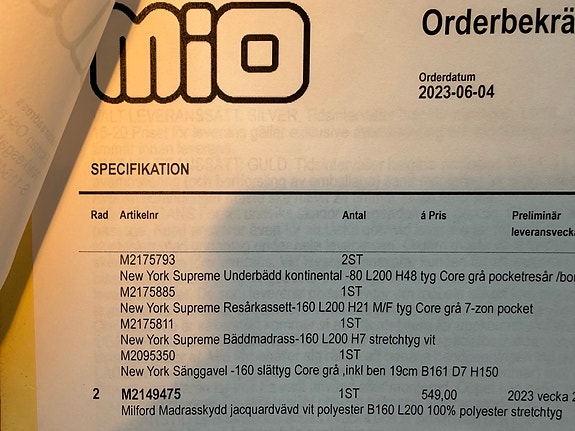 mio
Orderbekrä
Orderdatum
2023-06-04
SPECIFIKATION
Rad Artikelnr Antal á Pris Preliminär
leveransvecka
M2175793 2ST
New York Supreme Underbädd kontinental -80 L200 H48 tyg Core grå pocketresår /bo
M2175885 1ST
New York Supreme Resårkassett-160 L200 H21 M/F tyg Core grå 7-zon pocket
M2175811 1ST
New York Supreme Bäddmadrass-160 L200 H7 stretchtyg vit
M2095350 1ST
New York Sänggavel -160 slättyg Core grå ,inkl ben 19cm B161 D7 H150
2 M2149475 1ST 549,00 2023 vecka 2
Milford Madrasskydd jacquardvävd vit polyester B160 L200 100% polyester stretchtyg